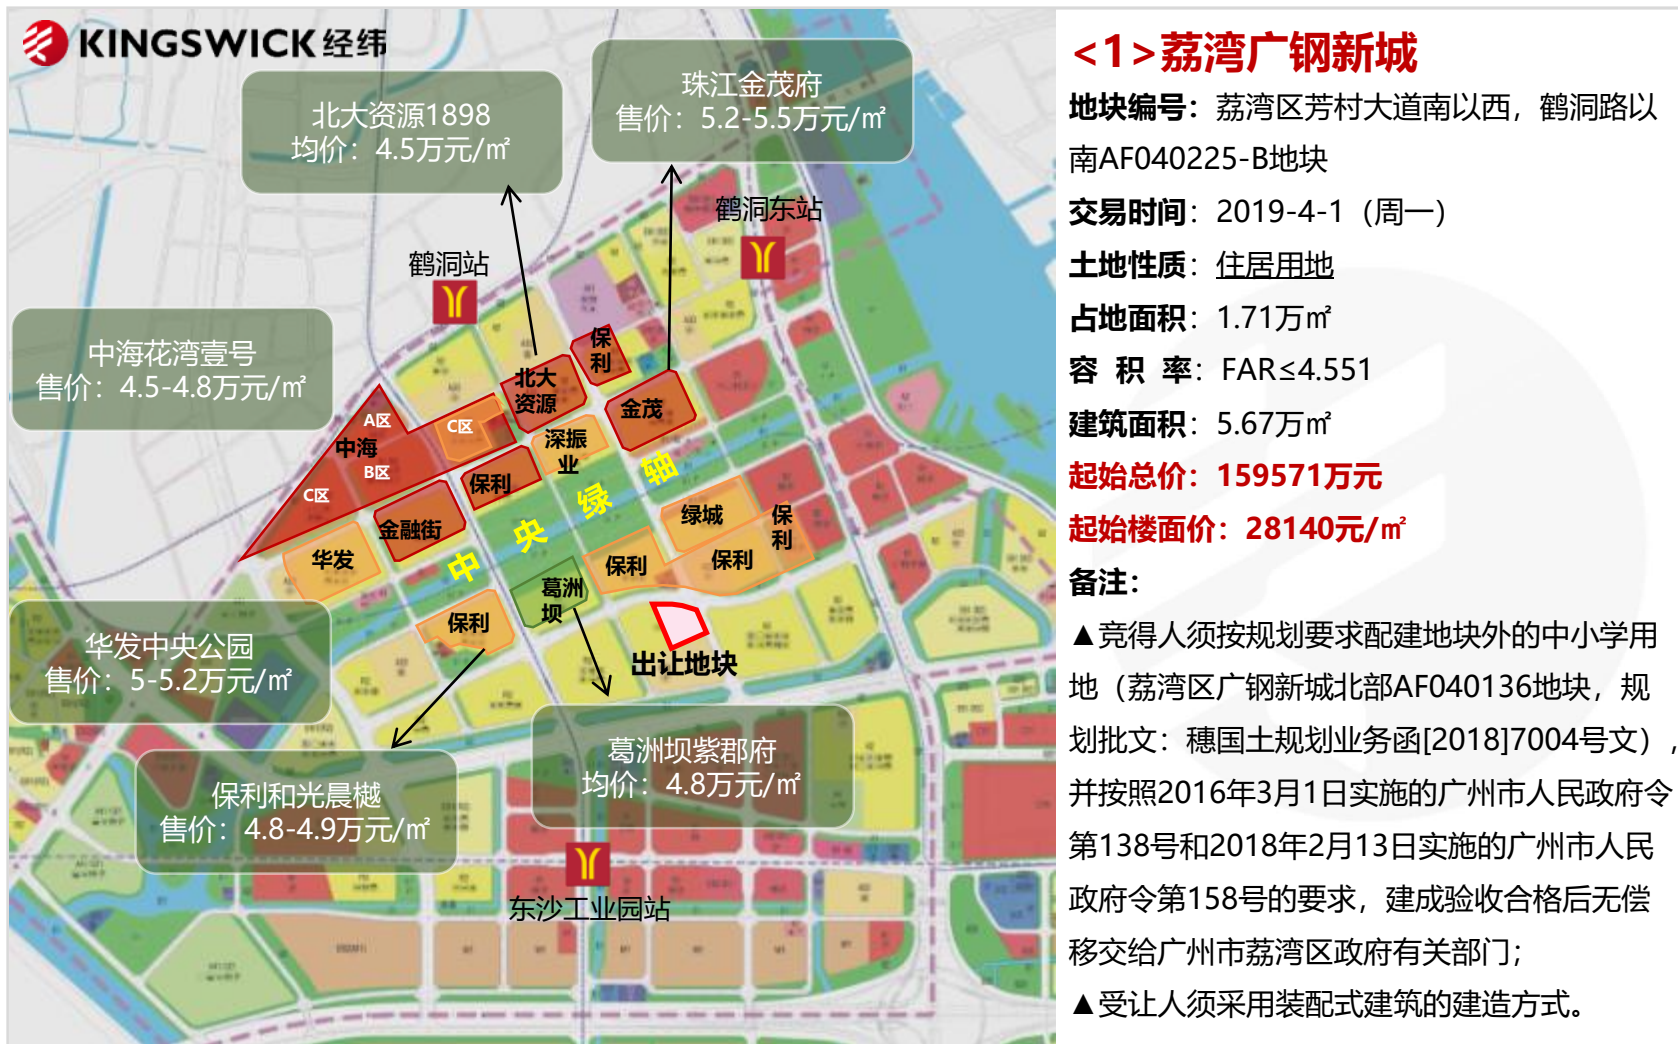 KINGSWICK 经纬
北大资源1898
均价：4.5万元/㎡
珠江金茂府
售价：5.2-5.5万元/㎡
鹤洞东站
鹤洞站
中海花湾壹号
售价：4.5-4.8万元/㎡
保
利
北大
资源
金茂
A区
中海
C区
B区
C区
深振
业
保利
金融街
华发
中央绿轴
绿城
保
利
保利
保利
葛洲
坝
保利
出让地块
华发中央公园
售价：5-5.2万元/㎡
保利和光晨樾
售价：4.8-4.9万元/㎡
葛洲坝紫郡府
均价：4.8万元/㎡
东沙工业园站
<1>荔湾广钢新城
地块编号：荔湾区芳村大道南以西，鹤洞路以
南AF040225-B地块
交易时间：2019-4-1（周一）
土地性质：住居用地
占地面积：1.71万㎡
容 积 率：FAR≤4.551
建筑面积：5.67万㎡
起始总价：159571万元
起始楼面价：28140元/㎡
备注：
▲竞得人须按规划要求配建地块外的中小学用
地（荔湾区广钢新城北部AF040136地块，规
划批文：穗国土规划业务函[2018]7004号文），
并按照2016年3月1日实施的广州市人民政府令
第138号和2018年2月13日实施的广州市人民
政府令第158号的要求，建成验收合格后无偿
移交给广州市荔湾区政府有关部门；
▲受让人须采用装配式建筑的建造方式。